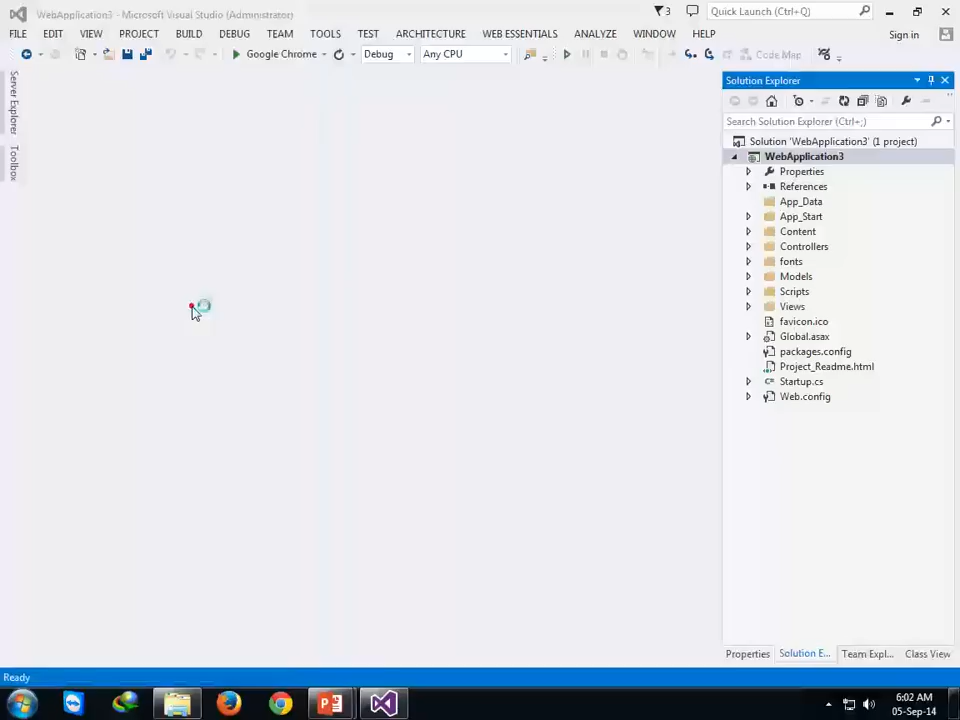 WebApplication3 - Microsoft Visual Studio (Administrator)
3
Quick Launch (Ctrl+Q)
FILE EDIT VIEW PROJECT BUILD DEBUG TEAM TOOLS TEST ARCHITECTURE WEB ESSENTIALS ANALYZE WINDOW HELP
Sign in
Google Chrome
Debug
Any CPU
Code Map
Server Explorer
Toolbox
Solution Explorer
Search Solution Explorer (Ctrl+;)
Solution 'WebApplication3' (1 project)
WebApplication3
Properties
References
App_Data
App_Start
Content
Controllers
fonts
Models
Scripts
Views
favicon.ico
Global.asax
packages.config
Project_Readme.html
Startup.cs
Web.config
Properties Solution E... Team Expl... Class View
Ready
6:02 AM
05-Sep-14